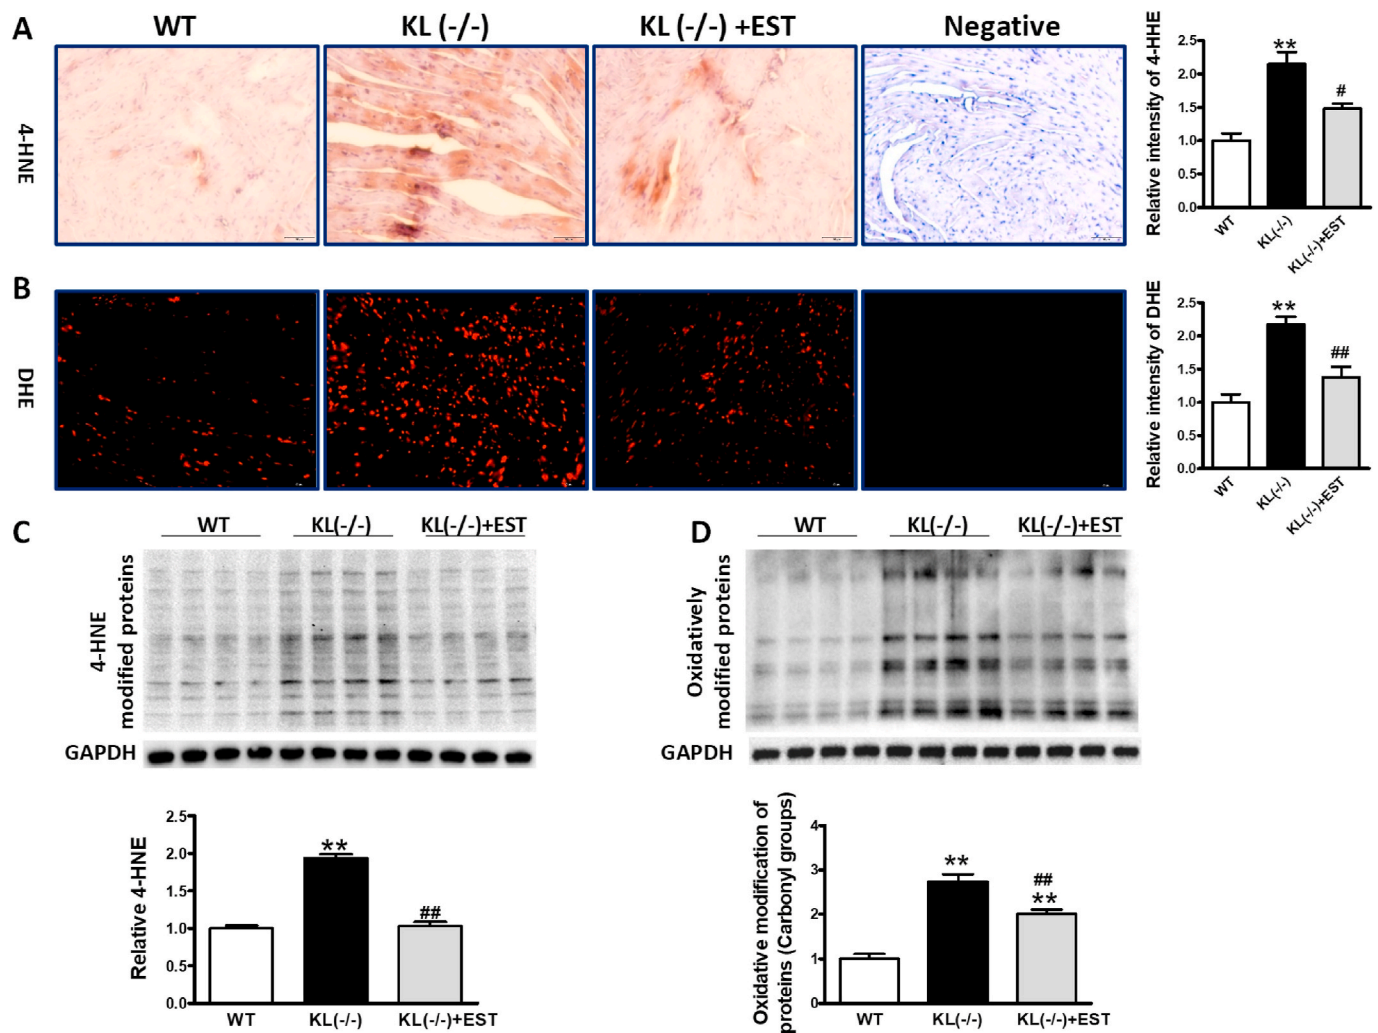 A
WT
KL (-/-)
KL (-/-) +EST
Negative
4-HNE
Relative intensity of 4-HHE
2.5
2.0
1.5
1.0
0.5
0.0
**
#
WT
KL(-/-)
KL(-/-)+EST
B
DHE
Relative intensity of DHE
2.5
2.0
1.5
1.0
0.5
0.0
**
##
WT
KL(-/-)
KL(-/-)+EST
C
WT
KL(-/-)
KL(-/-)+EST
4-HNE
modified proteins
GAPDH
Relative 4-HNE
2.5
2.0
1.5
1.0
0.5
0.0
**
##
WT
KL(-/-)
KL(-/-)+EST
D
WT
KL(-/-)
KL(-/-)+EST
Oxidatively
modified proteins
GAPDH
Oxidative modification of
proteins (Carbonyl groups)
4
3
2
1
0
**
##
**
WT
KL(-/-)
KL(-/-)+EST